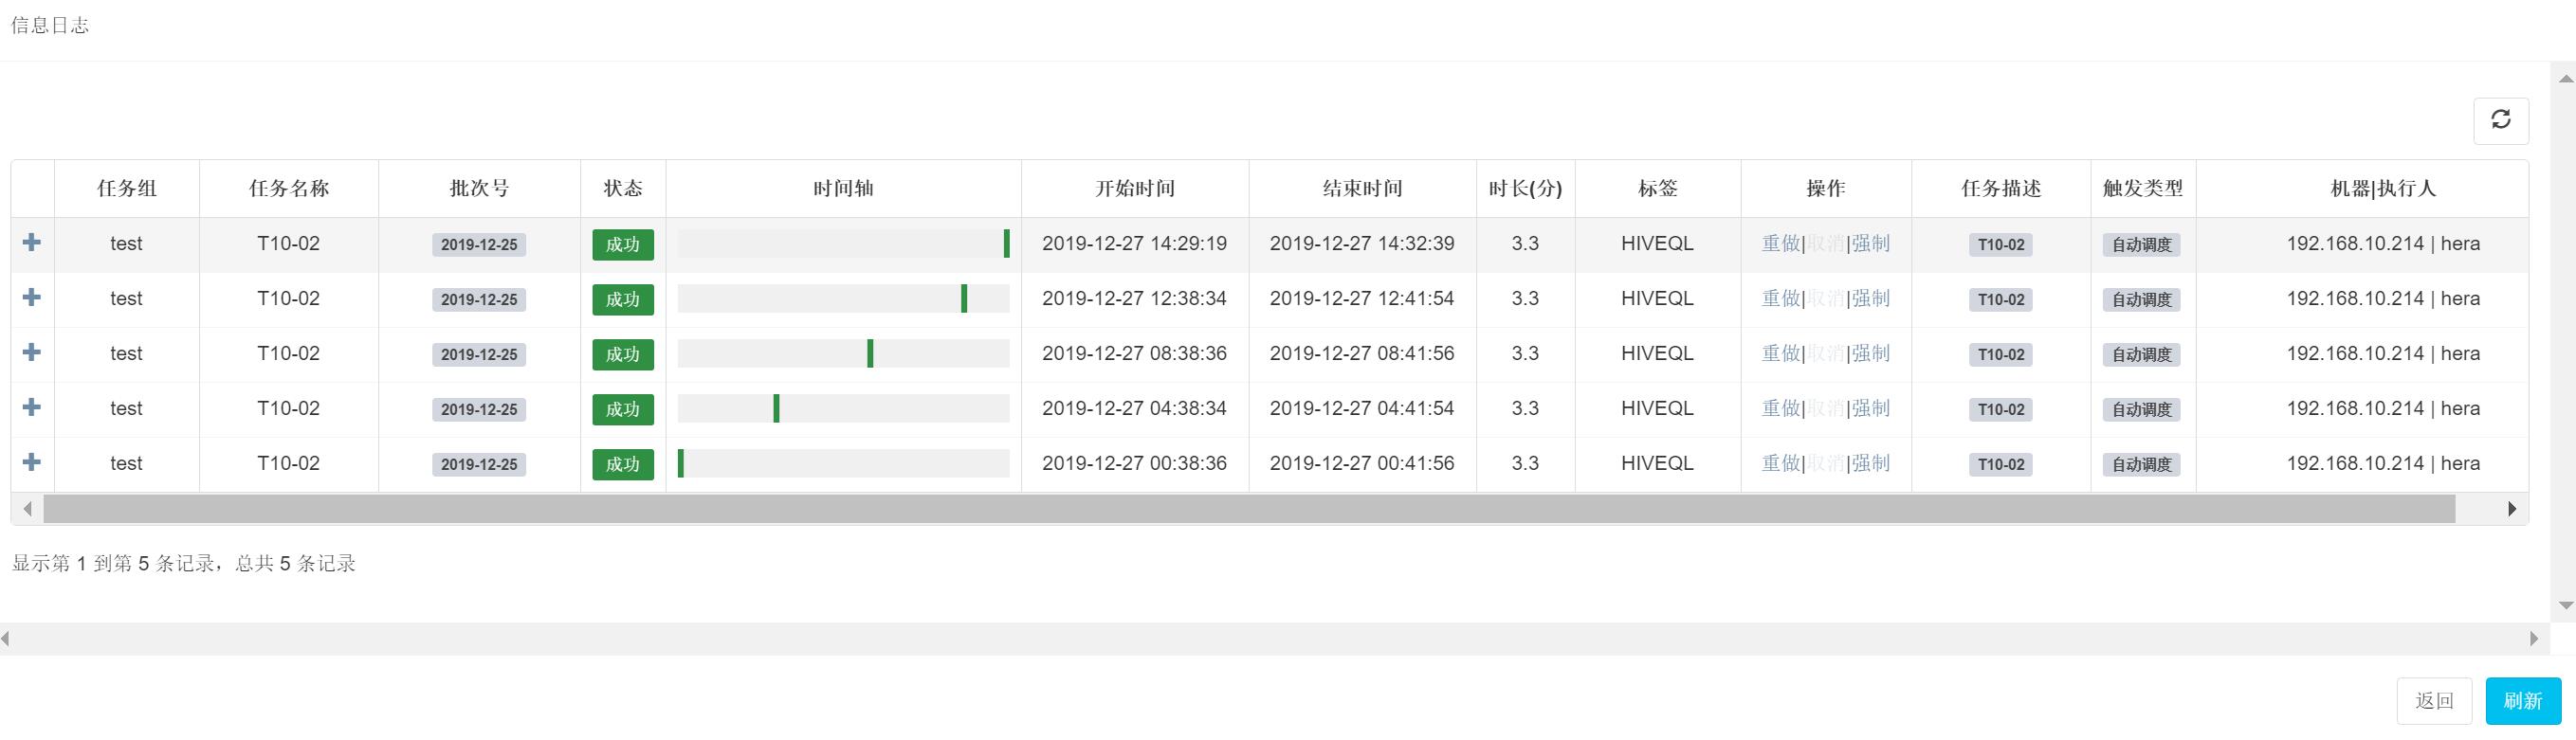 信息日志
任务组 任务名称 批次号 状态 时间轴 开始时间 结束时间 时长(分) 标签 操作 任务描述 触发类型 机器|执行人
test T10-02 2019-12-25 成功 2019-12-27 14:29:19 2019-12-27 14:32:39 3.3 HIVEQL 重做|取消|强制 T10-02 自动调度 192.168.10.214 | hera
test T10-02 2019-12-25 成功 2019-12-27 12:38:34 2019-12-27 12:41:54 3.3 HIVEQL 重做|取消|强制 T10-02 自动调度 192.168.10.214 | hera
test T10-02 2019-12-25 成功 2019-12-27 08:38:36 2019-12-27 08:41:56 3.3 HIVEQL 重做|取消|强制 T10-02 自动调度 192.168.10.214 | hera
test T10-02 2019-12-25 成功 2019-12-27 04:38:34 2019-12-27 04:41:54 3.3 HIVEQL 重做|取消|强制 T10-02 自动调度 192.168.10.214 | hera
test T10-02 2019-12-25 成功 2019-12-27 00:38:36 2019-12-27 00:41:56 3.3 HIVEQL 重做|取消|强制 T10-02 自动调度 192.168.10.214 | hera
显示第 1 到第 5 条记录，总共 5 条记录
返回 刷新